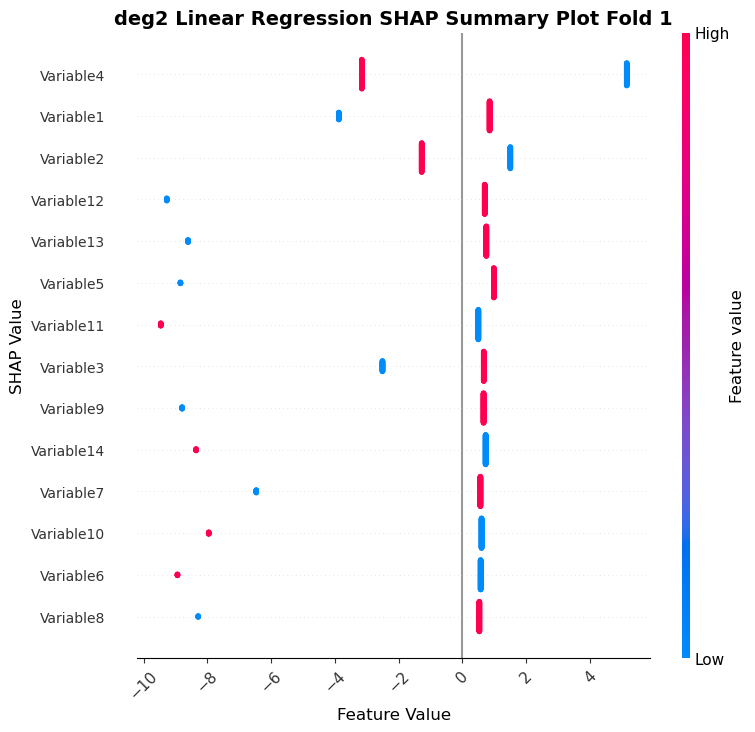 deg2 Linear Regression SHAP Summary Plot Fold 1
High
Variable4
Variable1
Variable2
Variable12
Variable13
Variable5
Variable11
Variable3
Variable9
Variable14
Variable7
Variable10
Variable6
Variable8
SHAP Value
Feature value
Low
−10
−8
−6
−4
−2
0
2
4
Feature Value